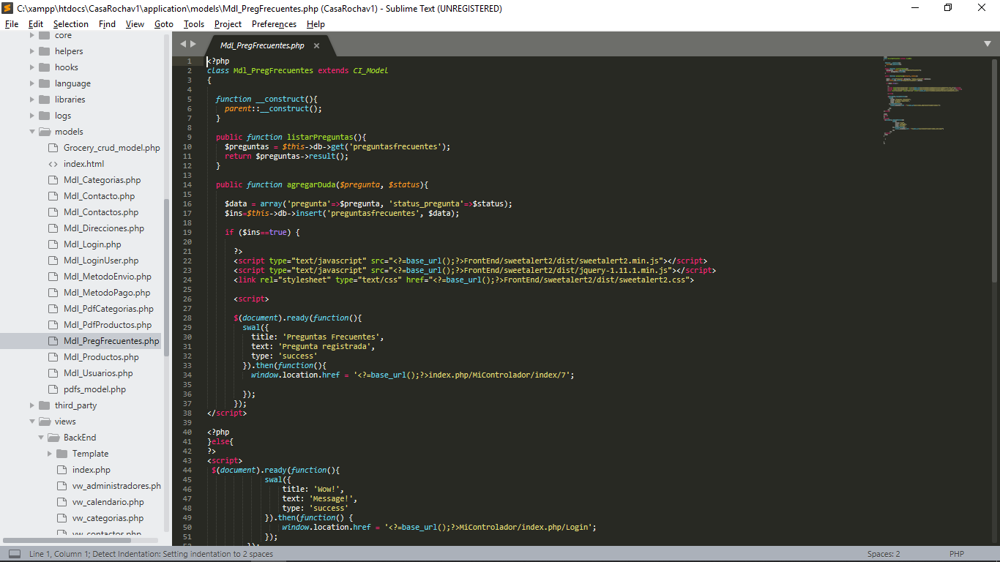 C:\xampp\htdocs\CasaRochav1\application\models\Mdl_PregFrecuentes.php (CasaRochav1) - Sublime Text (UNREGISTERED)
File Edit Selection Find View Goto Tools Project Preferences Help
core
helpers
hooks
language
libraries
logs
models
Grocery_crud_model.php
<> index.html
Mdl_Categorias.php
Mdl_Contacto.php
Mdl_Contactos.php
Mdl_Direcciones.php
Mdl_Login.php
Mdl_LoginUser.php
Mdl_MetodoEnvio.php
Mdl_MetodoPago.php
Mdl_PdfCategorias.php
Mdl_PdfProductos.php
Mdl_PregFrecuentes.php
Mdl_Productos.php
Mdl_Usuarios.php
pdfs_model.php
third_party
views
BackEnd
Template
index.php
vw_administradores.ph
vw_calendario.php
vw_categorias.php
vw_contactos.php
Mdl_PregFrecuentes.php
1 <?php
2 class Mdl_PregFrecuentes extends CI_Model
3 {
4
5 function __construct(){
6 parent::__construct();
7 }
8
9 public function listarPreguntas(){
10 $preguntas = $this->db->get('preguntasfrecuentes');
11 return $preguntas->result();
12 }
13
14 public function agregarDuda($pregunta, $status){
15
16 $data = array('pregunta'=>$pregunta, 'status_pregunta'=>$status);
17 $ins=$this->db->insert('preguntasfrecuentes', $data);
18
19 if ($ins==true) {
20
21 ?>
22 <script type="text/javascript" src="<?=base_url();?>FrontEnd/sweetalert2/dist/sweetalert2.min.js"></script>
23 <script type="text/javascript" src="<?=base_url();?>FrontEnd/sweetalert2/dist/jquery-1.11.1.min.js"></script>
24 <link rel="stylesheet" type="text/css" href="<?=base_url();?>FrontEnd/sweetalert2/dist/sweetalert2.css">
25
26 <script>
27
28 $(document).ready(function(){
29 swal({
30 title: 'Preguntas Frecuentes',
31 text: 'Pregunta registrada',
32 type: 'success'
33 }).then(function(){
34 window.location.href = '<?=base_url();?>index.php/MiControlador/index/7';
35
36 });
37 });
38 </script>
39
40 <?php
41 }else{
42 ?>
43 <script>
44 $(document).ready(function(){
45 swal({
46 title: 'Wow!',
47 text: 'Message!',
48 type: 'success'
49 }).then(function() {
50 window.location.href = '<?=base_url();?>MiControlador/index.php/Login';
51 });
52 });
Line 1, Column 1; Detect Indentation: Setting indentation to 2 spaces
Spaces: 2
PHP